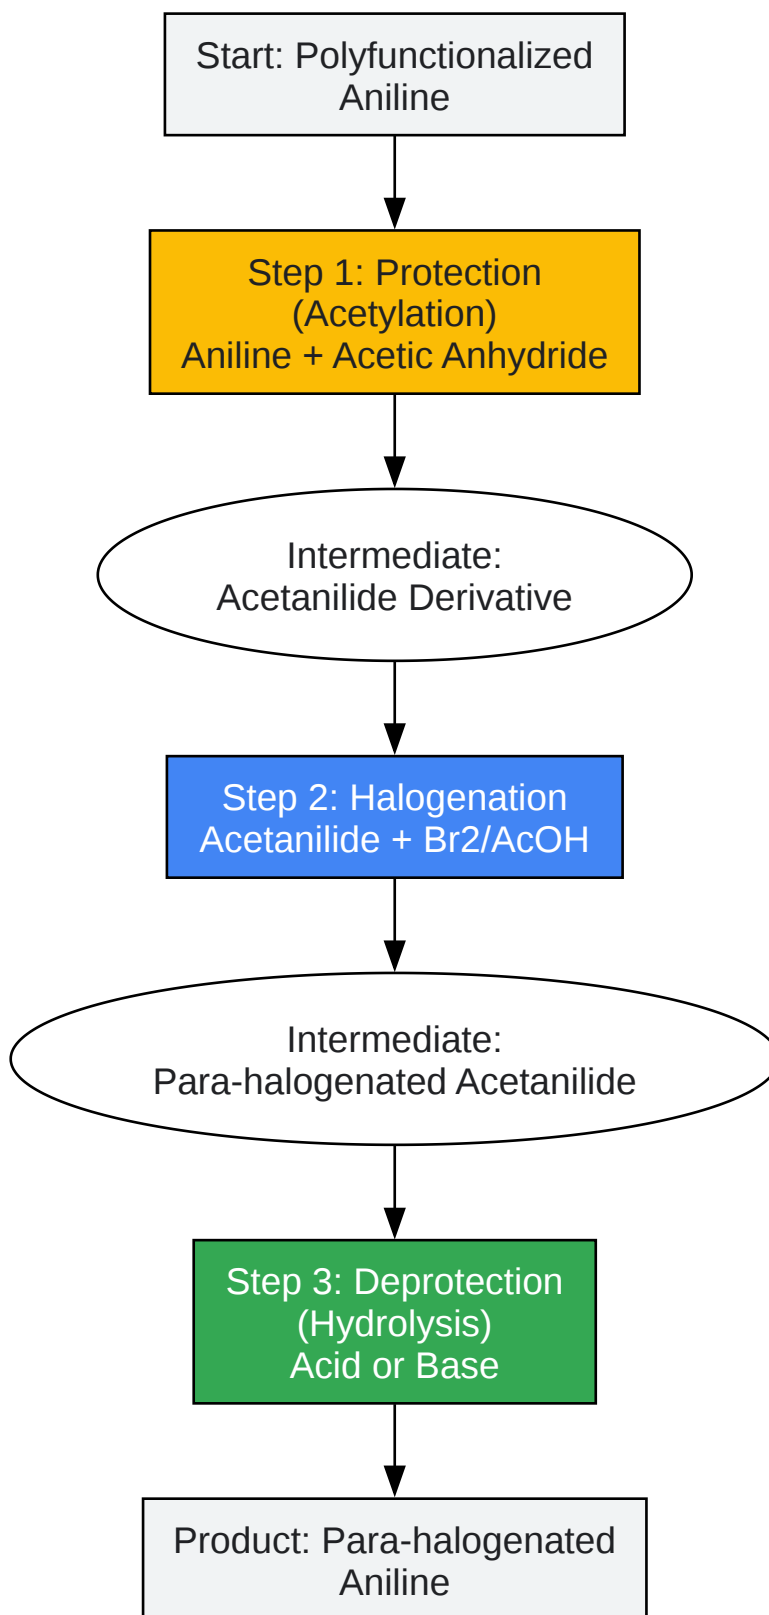 Start: Polyfunctionalized
Aniline
Step 1: Protection
(Acetylation)
Aniline + Acetic Anhydride
Intermediate:
Acetanilide Derivative
Step 2: Halogenation
Acetanilide + Br2/AcOH
Intermediate:
Para-halogenated Acetanilide
Step 3: Deprotection
(Hydrolysis)
Acid or Base
Product: Para-halogenated
Aniline